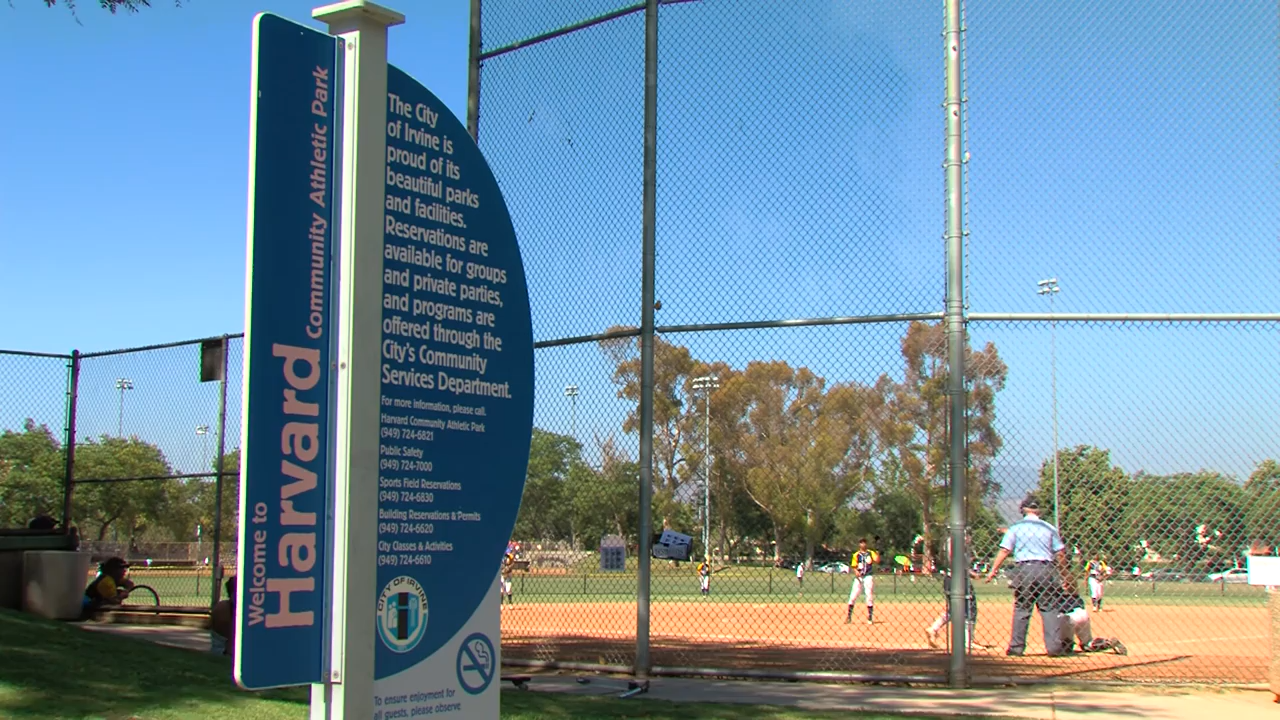 Welcome to
Harvard Community Athletic Park
The City
of Irvine is
proud of its
beautiful parks
and facilities.
Reservations are
available for groups
and private parties,
and programs are
offered through the
City's Community
Services Department.
For more information, please call.
Harvard Community Athletic Park
(949) 724-6821
Public Safety
(949) 724-7000
Sports Field Reservations
(949) 724-6830
Building Reservations & Permits
(949) 724-6620
City Classes & Activities
(949) 724-6610
CITY OF IRVINE
To ensure enjoyment for
all guests, please observe